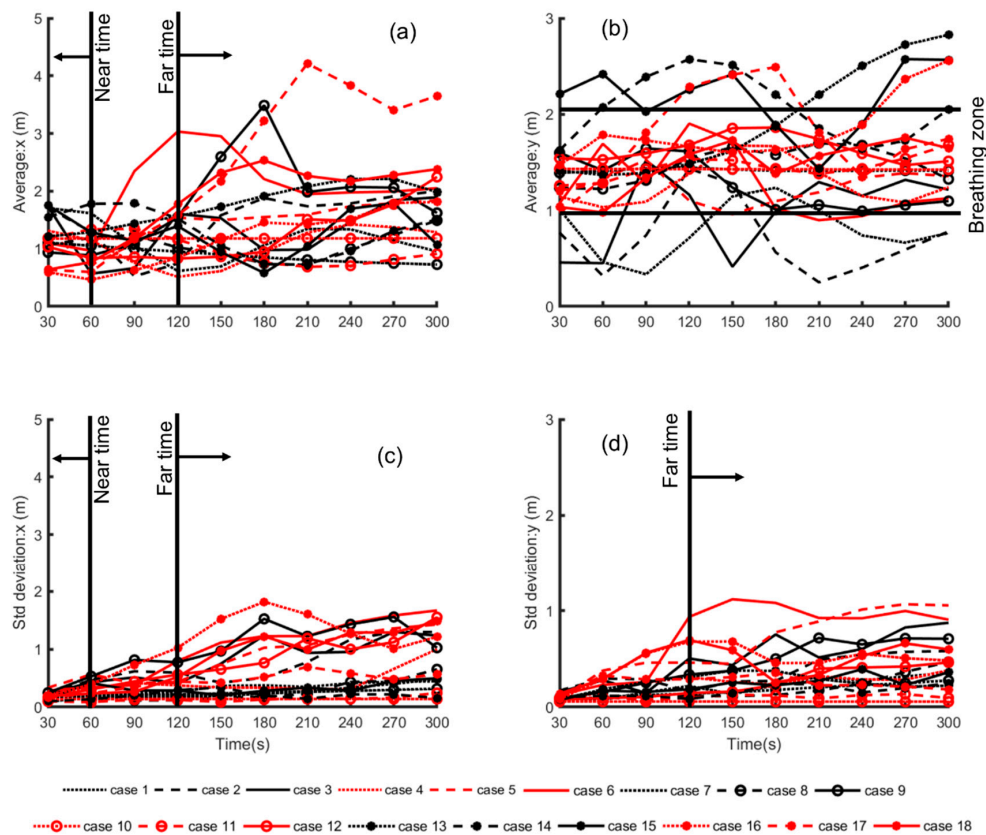 (a)
Near time
Far time
Average:x (m)
5
4
3
2
1
0
30 60 90 120 150 180 210 240 270 300
(b)
Average:y (m)
3
2
1
0
30 60 90 120 150 180 210 240 270 300
Breathing zone
(c)
Near time
Far time
Std deviation:x (m)
5
4
3
2
1
0
30 60 90 120 150 180 210 240 270 300
Time(s)
(d)
Far time
Std deviation:y (m)
3
2
1
0
30 60 90 120 150 180 210 240 270 300
Time(s)
case 1 case 2 case 3 case 4 case 5 case 6 case 7 case 8 case 9
case 10 case 11 case 12 case 13 case 14 case 15 case 16 case 17 case 18